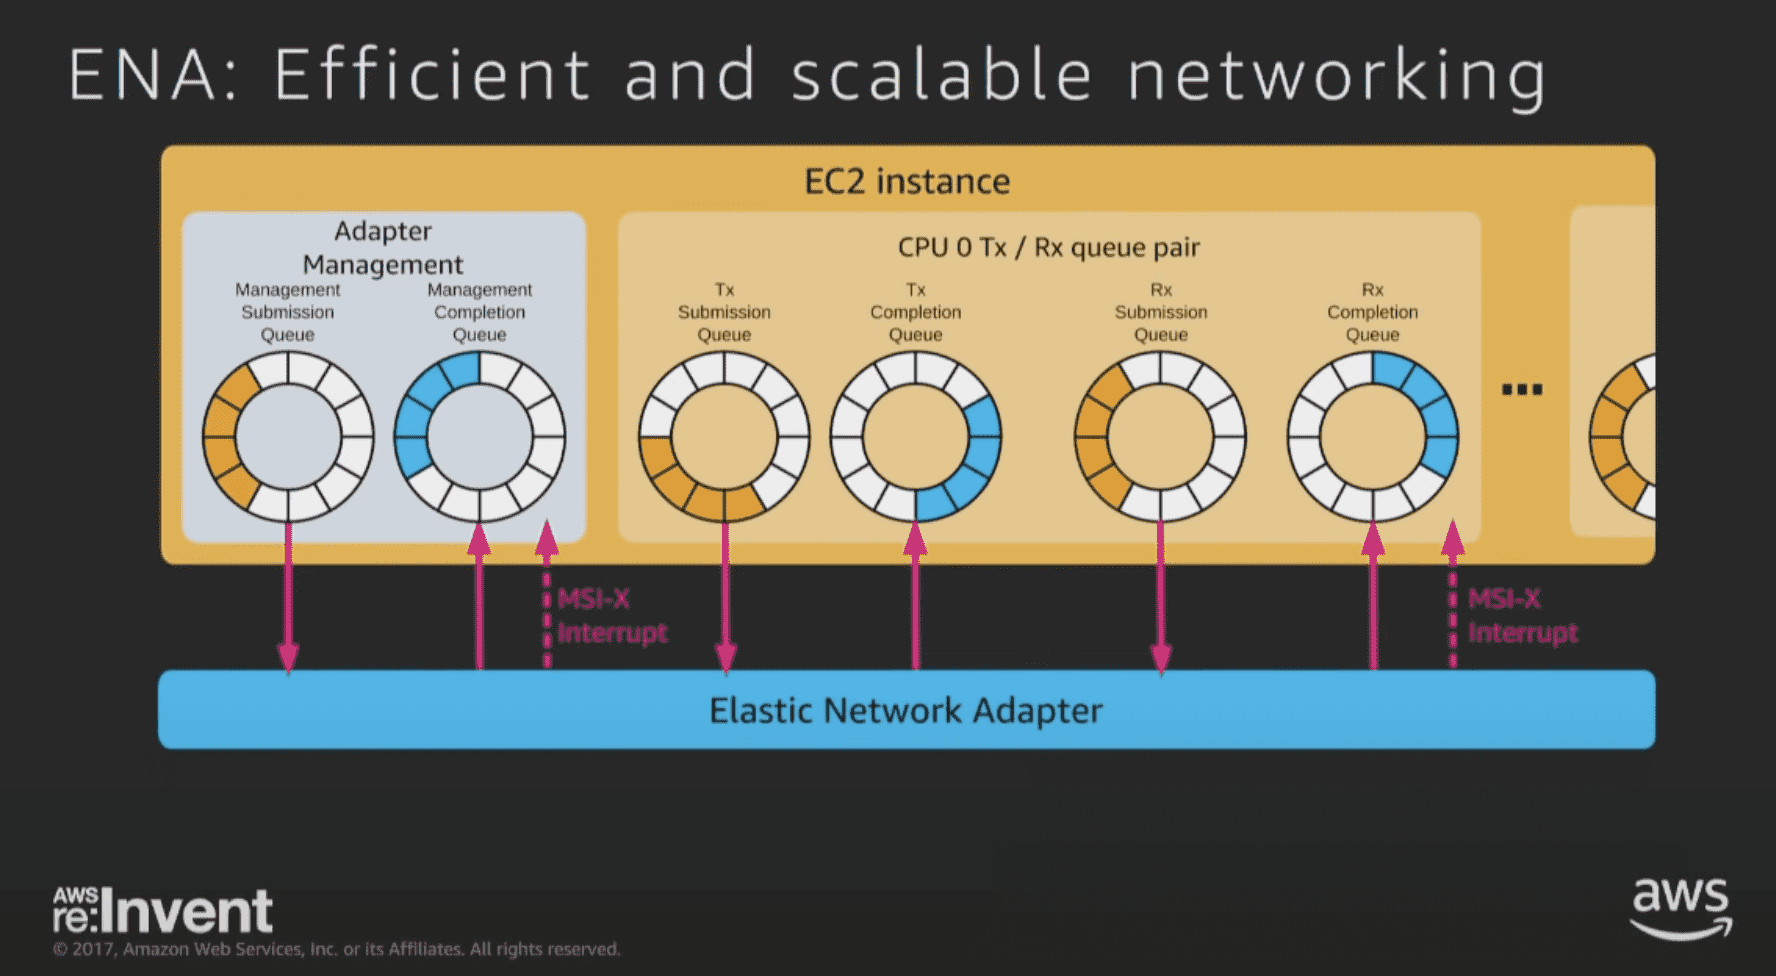 ENA: Efficient and scalable networking
EC2 instance
Adapter
Management
Management
Submission
Queue
Management
Completion
Queue
CPU 0 Tx / Rx queue pair
Tx
Submission
Queue
Tx
Completion
Queue
Rx
Submission
Queue
Rx
Completion
Queue
...
MSI-X
Interrupt
MSI-X
Interrupt
Elastic Network Adapter
AWS
re:Invent
© 2017, Amazon Web Services, Inc. or its Affiliates. All rights reserved.
aws